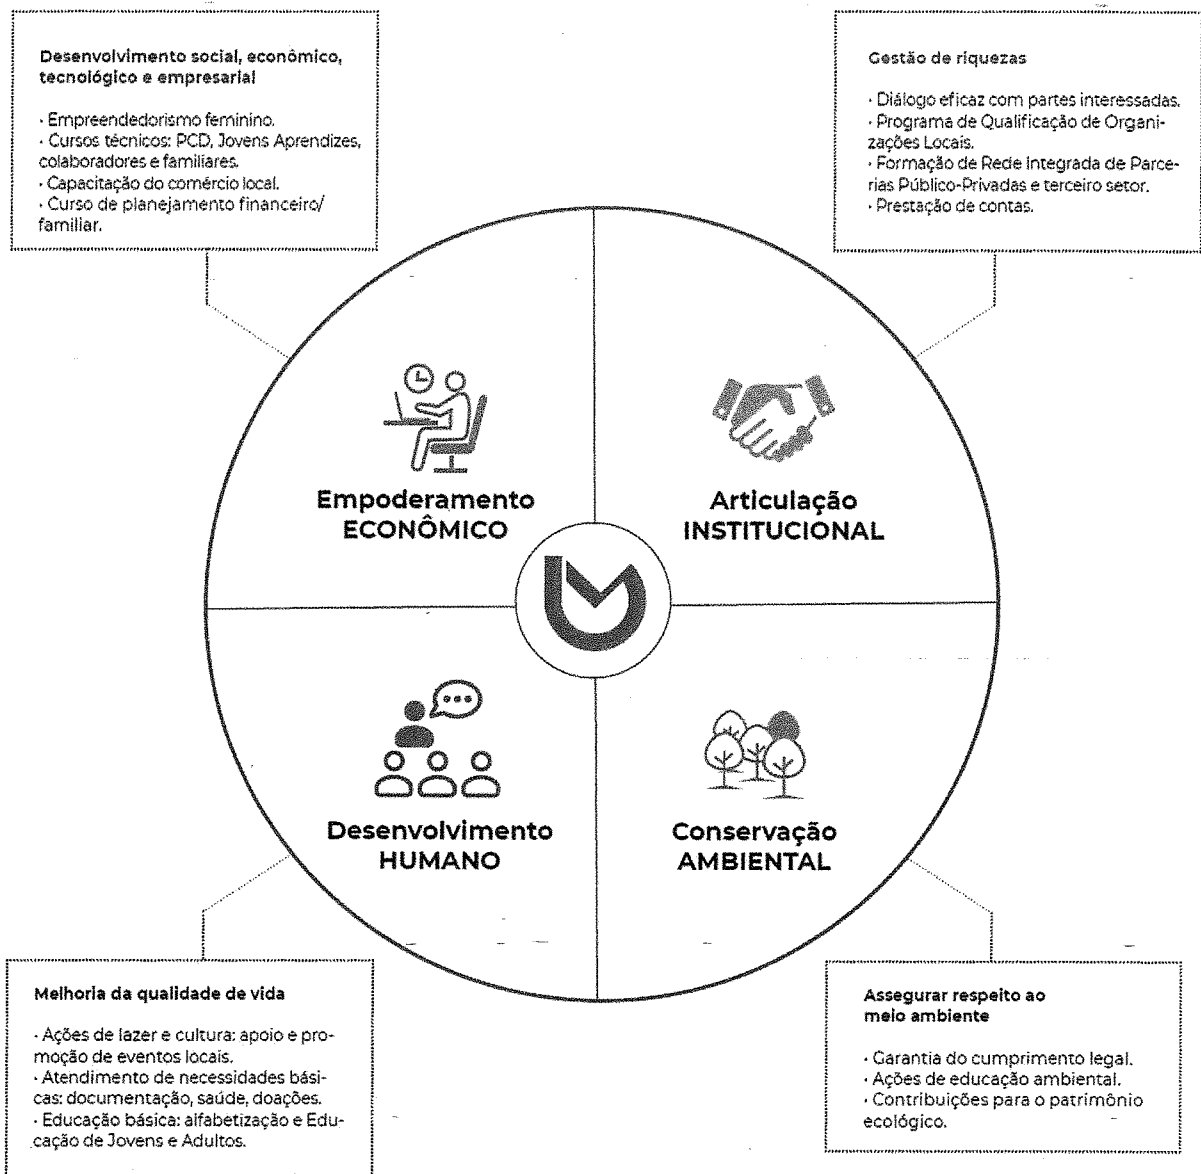 Desenvolvimento social, econômico,
tecnológico e empresarial
· Empreendedorismo feminino.
· Cursos técnicos: PCD, Jovens Aprendizes,
colaboradores e familiares.
· Capacitação do comércio local.
· Curso de planejamento financeiro/
familiar.
Gestão de riquezas
· Diálogo eficaz com partes interessadas.
· Programa de Qualificação de Organi-
zações Locais.
· Formação de Rede Integrada de Parce-
rias Público-Privadas e terceiro setor.
· Prestação de contas.
Empoderamento
ECONÔMICO
Articulação
INSTITUCIONAL
Desenvolvimento
HUMANO
Conservação
AMBIENTAL
Melhoria da qualidade de vida
· Ações de lazer e cultura: apoio e pro-
moção de eventos locais.
· Atendimento de necessidades bási-
cas: documentação, saúde, doações.
· Educação básica: alfabetização e Edu-
cação de Jovens e Adultos.
Assegurar respeito ao
meio ambiente
· Garantia do cumprimento legal.
· Ações de educação ambiental.
· Contribuições para o patrimônio
ecológico.